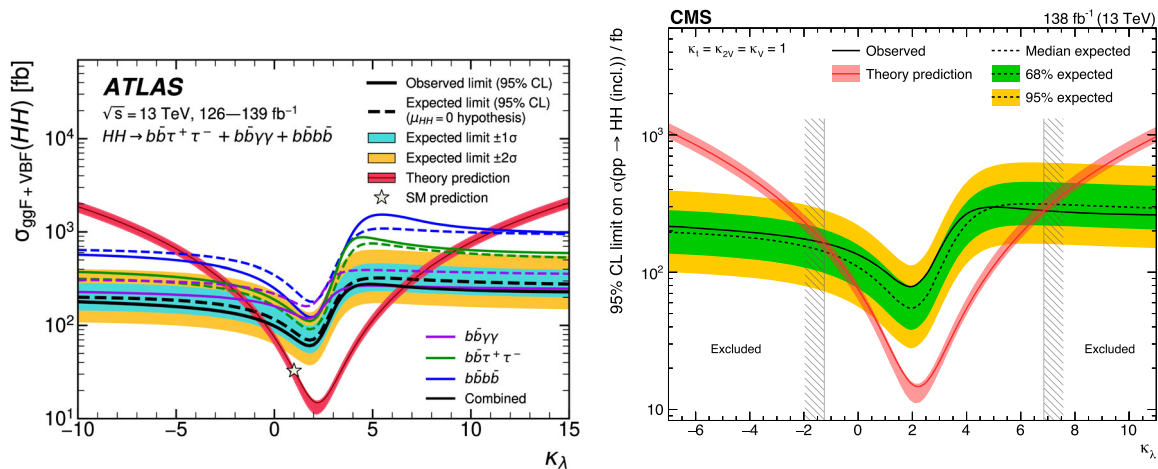 ATLAS
√s = 13 TeV, 126—139 fb⁻¹
HH → bb̄τ⁺τ⁻ + bb̄γγ + bb̄bb̄
Observed limit (95% CL)
Expected limit (95% CL)
(μHH = 0 hypothesis)
Expected limit ±1σ
Expected limit ±2σ
Theory prediction
SM prediction
σggF + VBF(HH) [fb]
10⁴
10³
10²
10¹
bb̄γγ
bb̄τ⁺τ⁻
bb̄bb̄
Combined
−10 −5 0 5 10 15
κλ
CMS 138 fb⁻¹ (13 TeV)
κt = κ2V = κV = 1
Observed
Theory prediction
Median expected
68% expected
95% expected
95% CL limit on σ(pp → HH (incl.)) / fb
10³
10²
10
Excluded
Excluded
−6 −4 −2 0 2 4 6 8 10
κλ